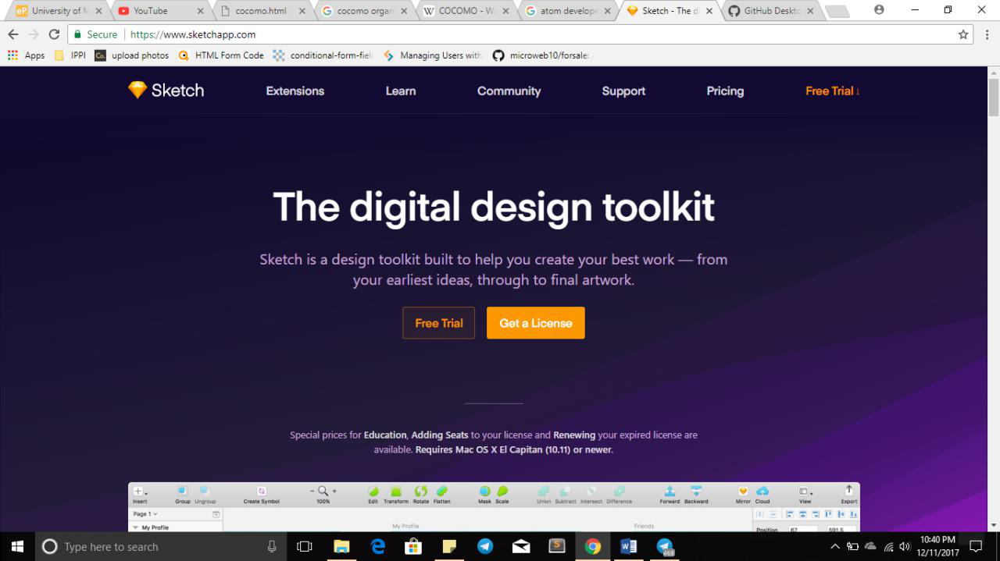 University of M
YouTube
cocomo.html
cocomo organ
COCOMO - Wi
atom develope
Sketch - The di
GitHub Deskto
Secure
https://www.sketchapp.com
Apps
IPPI
Co.
upload photos
HTML Form Code
conditional-form-fiel
Managing Users with
microweb10/forsale:
Sketch
Extensions
Learn
Community
Support
Pricing
Free Trial ↓
The digital design toolkit
Sketch is a design toolkit built to help you create your best work — from
your earliest ideas, through to final artwork.
Free Trial
Get a License
Special prices for Education, Adding Seats to your license and Renewing your expired license are
available. Requires Mac OS X El Capitan (10.11) or newer.
Insert
Group
Ungroup
Create Symbol
100%
Edit
Transform
Rotate
Flatten
Mask
Scale
Union
Subtract
Intersect
Difference
Forward
Backward
Mirror
Cloud
View
Export
Page 1
My Profile
My Profile
Friends
Position
67
591.5
Type here to search
468
10:40 PM
12/11/2017